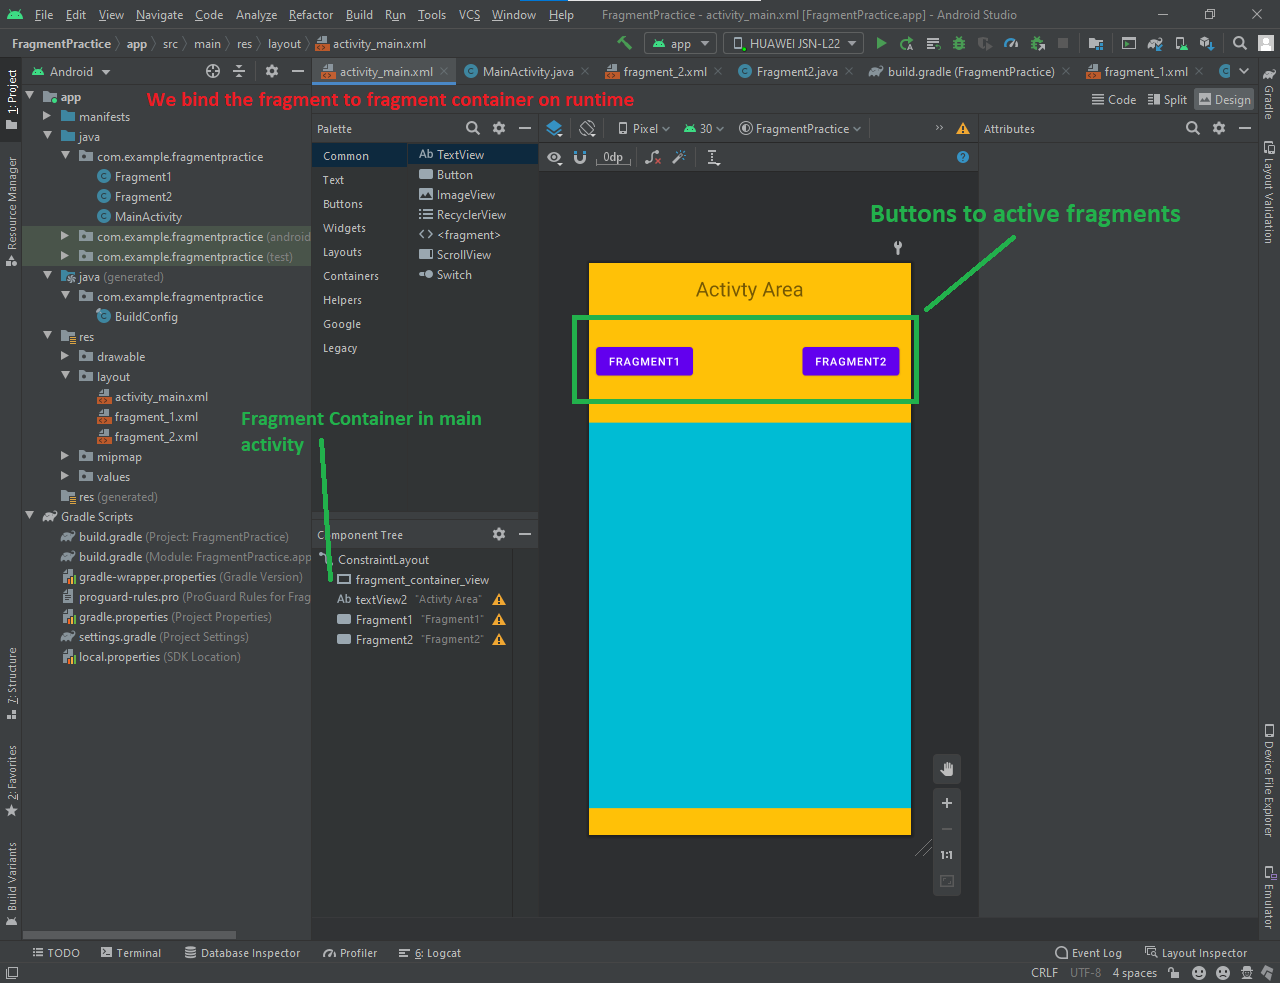 File Edit View Navigate Code Analyze Refactor Build Run Tools VCS Window Help FragmentPractice - activity_main.xml [FragmentPractice.app] - Android Studio
FragmentPractice app src main res layout activity_main.xml app HUAWEI JSN-L22
Android activity_main.xml MainActivity.java fragment_2.xml Fragment2.java build.gradle (FragmentPractice) fragment_1.xml
We bind the fragment to fragment container on runtime
Code Split Design
1: Project
Resource Manager
7: Structure
2: Favorites
Build Variants
app
manifests
java
com.example.fragmentpractice
Fragment1
Fragment2
MainActivity
com.example.fragmentpractice (android
com.example.fragmentpractice (test)
java (generated)
com.example.fragmentpractice
BuildConfig
res
drawable
layout
activity_main.xml
fragment_1.xml
fragment_2.xml
mipmap
values
res (generated)
Gradle Scripts
build.gradle (Project: FragmentPractice)
build.gradle (Module: FragmentPractice.app
gradle-wrapper.properties (Gradle Version)
proguard-rules.pro (ProGuard Rules for Frag
gradle.properties (Project Properties)
settings.gradle (Project Settings)
local.properties (SDK Location)
Palette
Common
Text
Buttons
Widgets
Layouts
Containers
Helpers
Google
Legacy
Ab TextView
Button
ImageView
RecyclerView
<fragment>
ScrollView
Switch
Fragment Container in main
activity
Component Tree
ConstraintLayout
fragment_container_view
Ab textView2 "Activty Area"
Fragment1 "Fragment1"
Fragment2 "Fragment2"
Pixel 30 FragmentPractice »
0dp
Attributes
Buttons to active fragments
Activty Area
FRAGMENT1 FRAGMENT2
1:1
Gradle
Layout Validation
Device File Explorer
Emulator
TODO Terminal Database Inspector Profiler 6: Logcat Event Log Layout Inspector
CRLF UTF-8 4 spaces